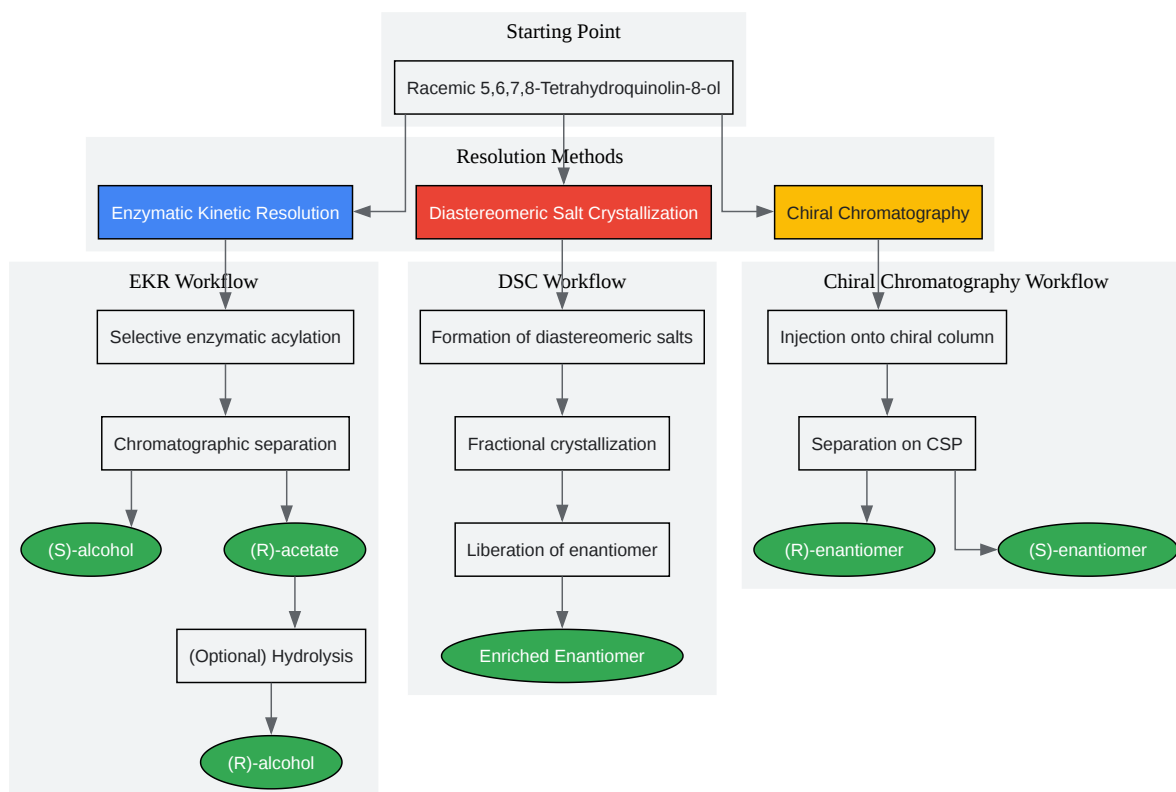 Starting Point
Racemic 5,6,7,8-Tetrahydroquinolin-8-ol
Resolution Methods
Enzymatic Kinetic Resolution
Diastereomeric Salt Crystallization
Chiral Chromatography
EKR Workflow
Selective enzymatic acylation
Chromatographic separation
(S)-alcohol
(R)-acetate
(Optional) Hydrolysis
(R)-alcohol
DSC Workflow
Formation of diastereomeric salts
Fractional crystallization
Liberation of enantiomer
Enriched Enantiomer
Chiral Chromatography Workflow
Injection onto chiral column
Separation on CSP
(R)-enantiomer
(S)-enantiomer